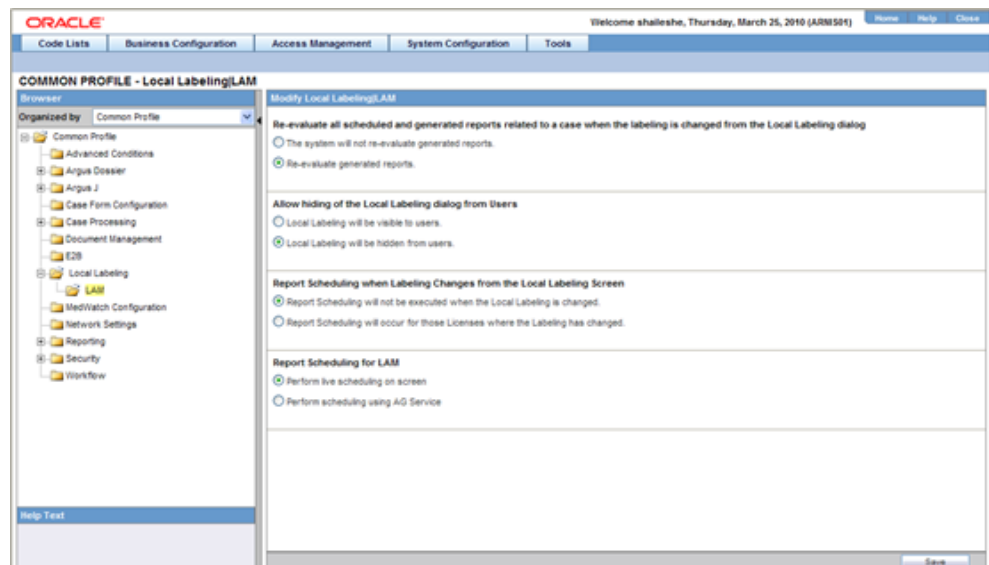 ORACLE
Welcome shaileshe, Thursday, March 25, 2010 (ARMIS01)
Home Help Close
Code Lists Business Configuration Access Management System Configuration Tools
COMMON PROFILE - Local Labeling|LAM
Browser
Organized by Common Profile
Common Profile
Advanced Conditions
Argus Dossier
Argus J
Case Form Configuration
Case Processing
Document Management
E2B
Local Labeling
LAM
MedWatch Configuration
Network Settings
Reporting
Security
Workflow
Help Text
Modify Local Labeling|LAM
Re-evaluate all scheduled and generated reports related to a case when the labeling is changed from the Local Labeling dialog
The system will not re-evaluate generated reports.
Re-evaluate generated reports.
Allow hiding of the Local Labeling dialog from Users
Local Labeling will be visible to users.
Local Labeling will be hidden from users.
Report Scheduling when Labeling Changes from the Local Labeling Screen
Report Scheduling will not be executed when the Local Labeling is changed.
Report Scheduling will occur for those Licenses where the Labeling has changed.
Report Scheduling for LAM
Perform live scheduling on screen
Perform scheduling using AG Service
Save